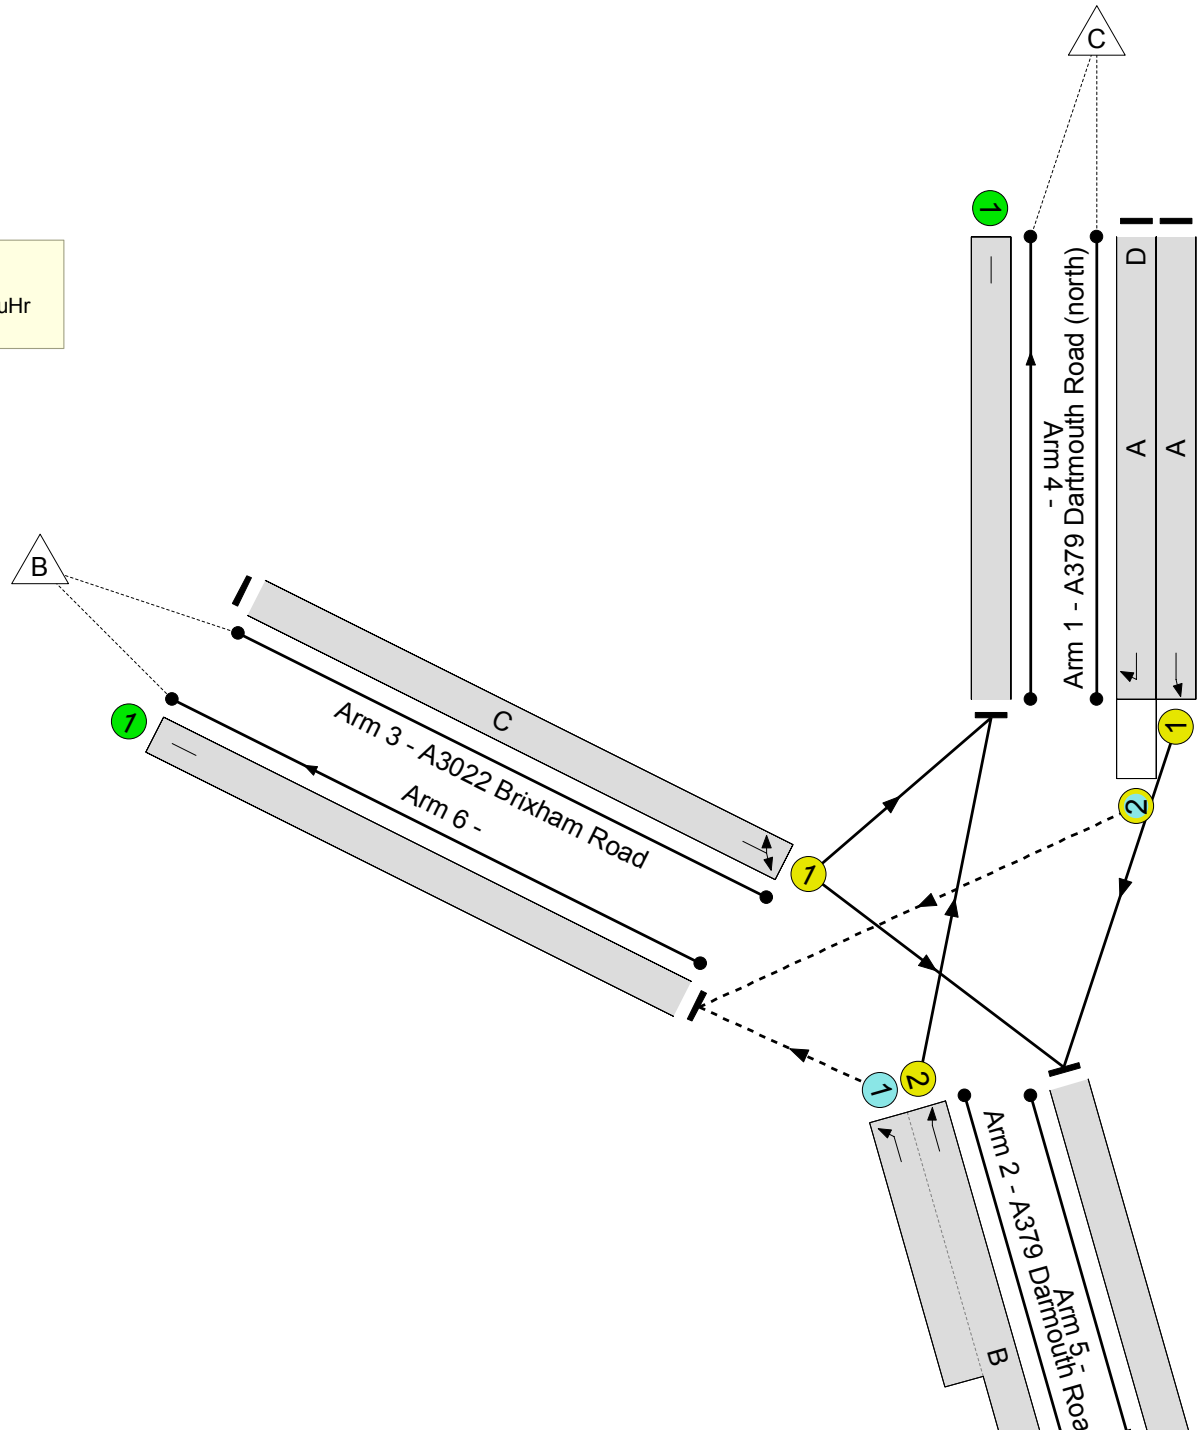 C
uHr
1
D
A
A
Arm 1 - A379 Dartmouth Road (north)
Arm 4 -
1
2
B
1
C
Arm 3 - A3022 Brixham Road
Arm 6 -
1
1
2
Arm 2 - A379 Darmouth Roa
Arm 5 -
B